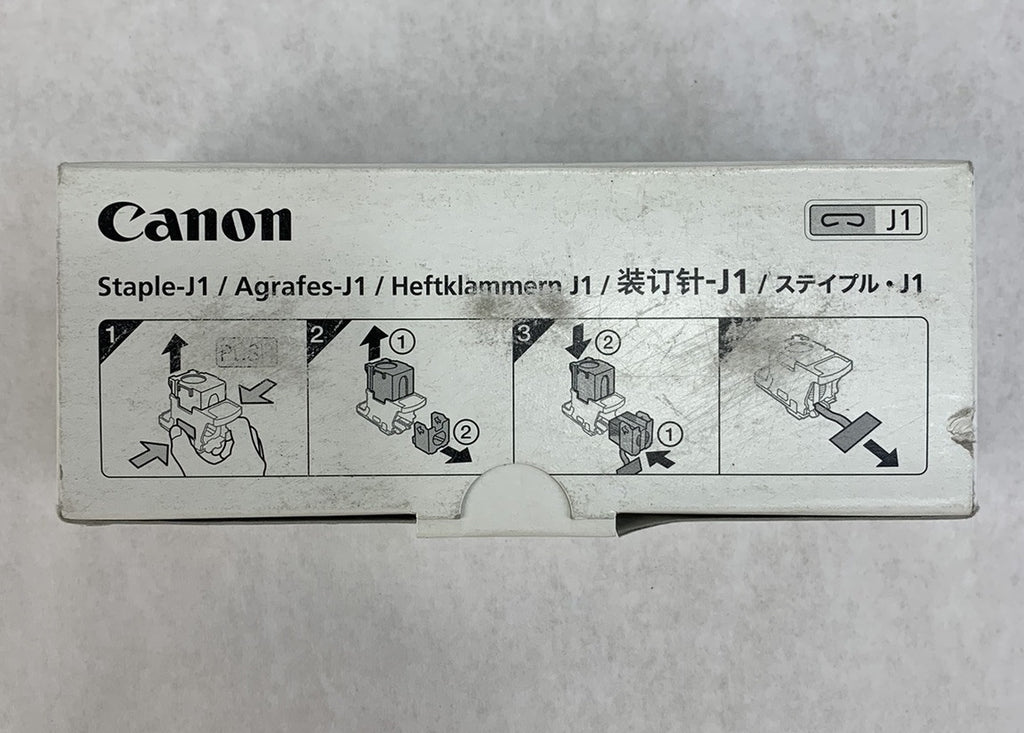 Canon
J1
Staple-J1 / Agrafes-J1 / Heftklammern J1 / 装订针-J1 / ステイプル・J1
1
PUSH
2
①
②
3
②
①